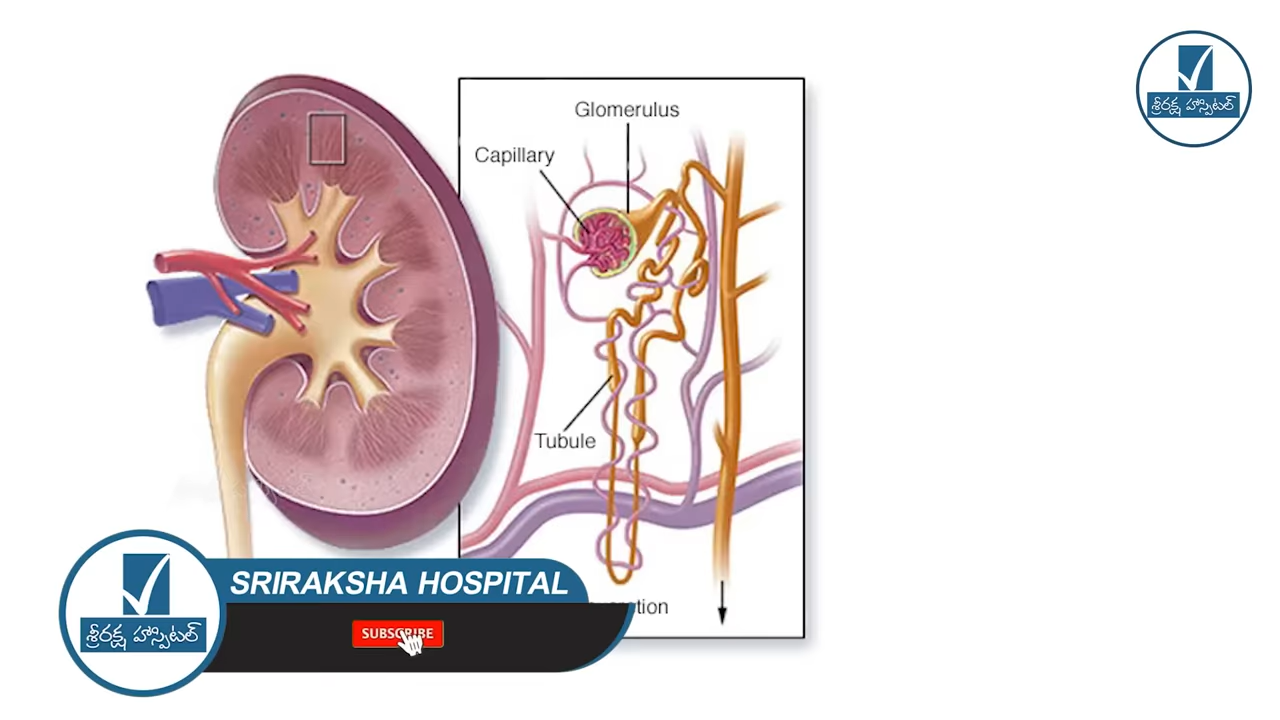 Glomerulus
Capillary
Tubule
శ్రీరక్ష హాస్పిటల్
SRIRAKSHA HOSPITAL
SUBSCRIBE
శ్రీరక్ష హాస్పిటల్